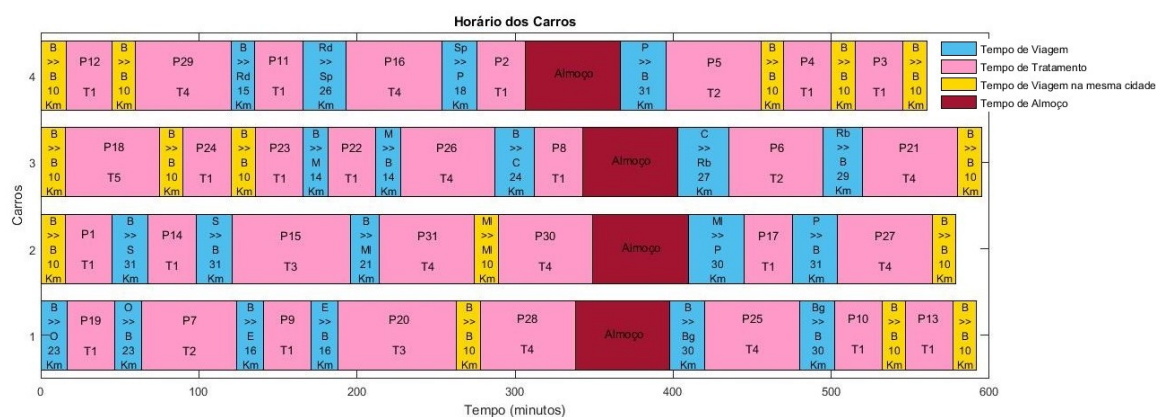 Horário dos Carros
Tempo de Viagem
Tempo de Tratamento
Tempo de Viagem na mesma cidade
Tempo de Almoço
Carros
4
B
>>
B
10
Km
P12
T1
B
>>
B
10
Km
P29
T4
B
>>
Rd
15
Km
P11
T1
Rd
>>
Sp
26
Km
P16
T4
Sp
>>
P
18
Km
P2
T1
Almoço
P
>>
B
31
Km
P5
T2
B
>>
B
10
Km
P4
T1
B
>>
B
10
Km
P3
T1
B
>>
B
10
Km
3
B
>>
B
10
Km
P18
T5
B
>>
B
10
Km
P24
T1
B
>>
B
10
Km
P23
T1
B
>>
M
14
Km
P22
T1
M
>>
B
14
Km
P26
T4
B
>>
C
24
Km
P8
T1
Almoço
C
>>
Rb
27
Km
P6
T2
Rb
>>
B
29
Km
P21
T4
B
>>
B
10
Km
2
B
>>
B
10
Km
P1
T1
B
>>
S
31
Km
P14
T1
S
>>
B
31
Km
P15
T3
B
>>
Ml
21
Km
P31
T4
Ml
>>
Ml
10
Km
P30
T4
Almoço
Ml
>>
P
30
Km
P17
T1
P
>>
B
31
Km
P27
T4
B
>>
B
10
Km
1
B
>>
O
23
Km
P19
T1
O
>>
B
23
Km
P7
T2
B
>>
E
16
Km
P9
T1
E
>>
B
16
Km
P20
T3
B
>>
B
10
Km
P28
T4
Almoço
B
>>
Bg
30
Km
P25
T4
Bg
>>
B
30
Km
P10
T1
B
>>
B
10
Km
P13
T1
B
>>
B
10
Km
0 100 200 300 400 500 600
Tempo (minutos)